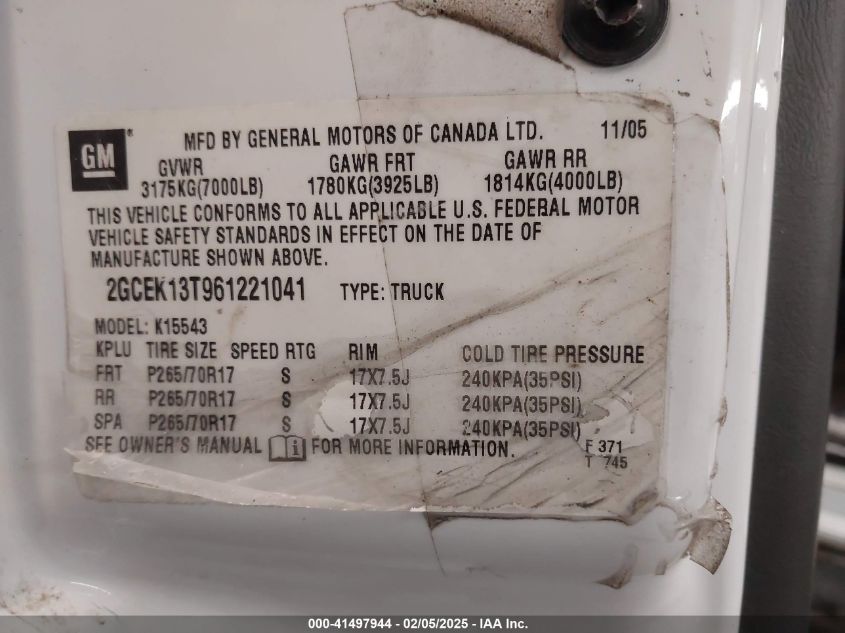 GM ® MFD BY GENERAL MOTORS OF CANADA LTD. 11/05
GVWR GAWR FRT GAWR RR
3175KG(7000LB) 1780KG(3925LB) 1814KG(4000LB)
THIS VEHICLE CONFORMS TO ALL APPLICABLE U.S. FEDERAL MOTOR
VEHICLE SAFETY STANDARDS IN EFFECT ON THE DATE OF
MANUFACTURE SHOWN ABOVE.
2GCEK13T961221041 TYPE: TRUCK
MODEL: K15543
KPLU TIRE SIZE SPEED RTG RIM COLD TIRE PRESSURE
FRT P265/70R17 S 17X7.5J 240KPA(35PSI)
RR P265/70R17 S 17X7.5J 240KPA(35PSI)
SPA P265/70R17 S 17X7.5J 240KPA(35PSI)
SEE OWNER'S MANUAL i FOR MORE INFORMATION. F 371
T 745
000-41497944 - 02/05/2025 - IAA Inc.